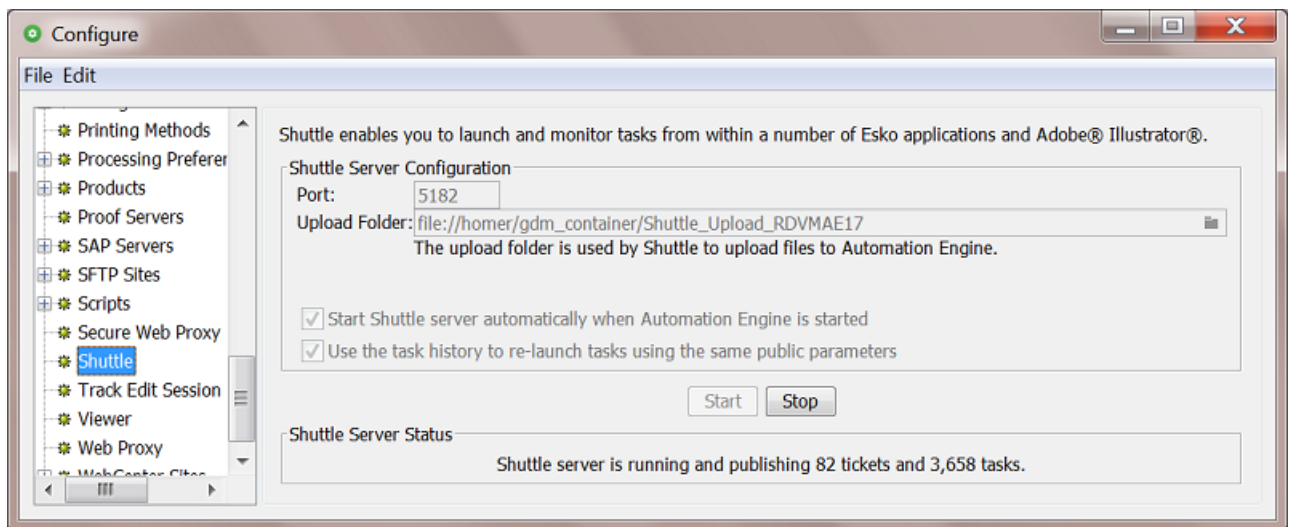 Configure
File Edit
Printing Methods
Processing Preferer
Products
Proof Servers
SAP Servers
SFTP Sites
Scripts
Secure Web Proxy
Shuttle
Track Edit Session
Viewer
Web Proxy
WebCenter Sites
Shuttle enables you to launch and monitor tasks from within a number of Esko applications and Adobe® Illustrator®.
Shuttle Server Configuration
Port: 5182
Upload Folder: file://homer/gdm_container/Shuttle_Upload_RDVMAE17
The upload folder is used by Shuttle to upload files to Automation Engine.
Start Shuttle server automatically when Automation Engine is started
Use the task history to re-launch tasks using the same public parameters
Start Stop
Shuttle Server Status
Shuttle server is running and publishing 82 tickets and 3,658 tasks.